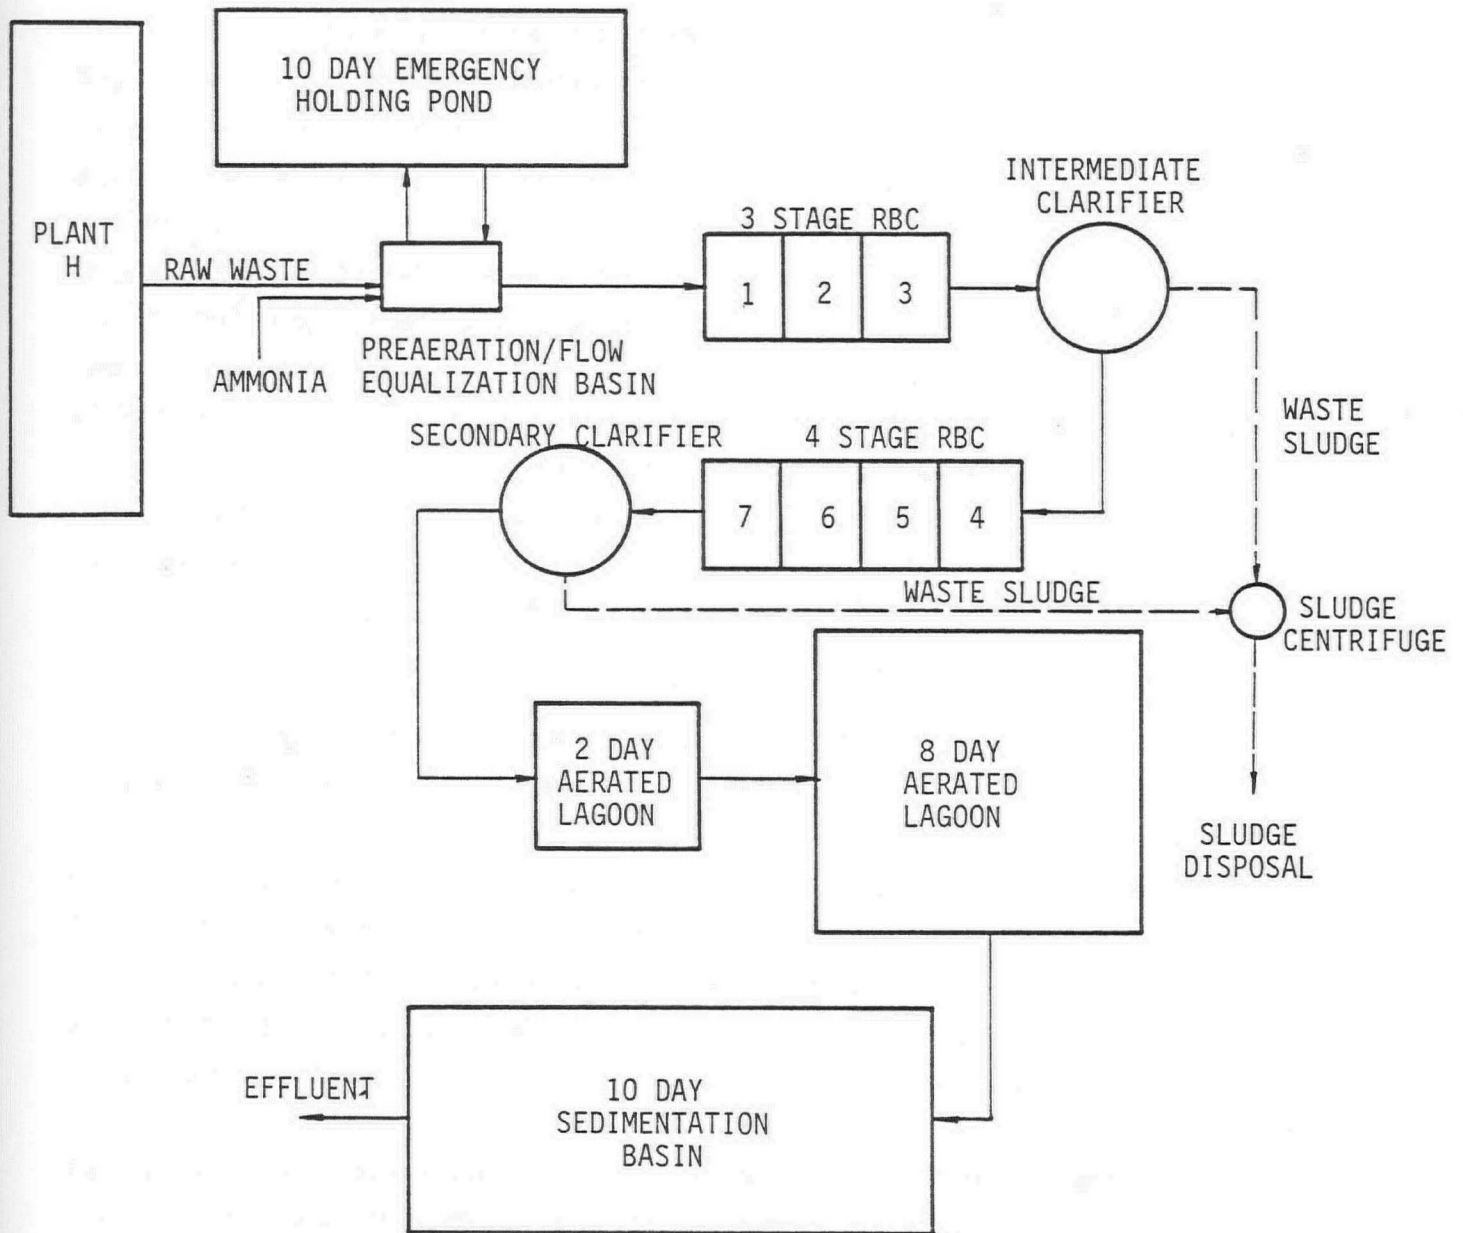 10 DAY EMERGENCY
HOLDING POND
PLANT
H
RAW WASTE
AMMONIA
PREAERATION/FLOW
EQUALIZATION BASIN
3 STAGE RBC
1 2 3
INTERMEDIATE
CLARIFIER
WASTE
SLUDGE
SECONDARY CLARIFIER
4 STAGE RBC
7 6 5 4
WASTE SLUDGE
SLUDGE
CENTRIFUGE
2 DAY
AERATED
LAGOON
8 DAY
AERATED
LAGOON
SLUDGE
DISPOSAL
EFFLUENT
10 DAY
SEDIMENTATION
BASIN